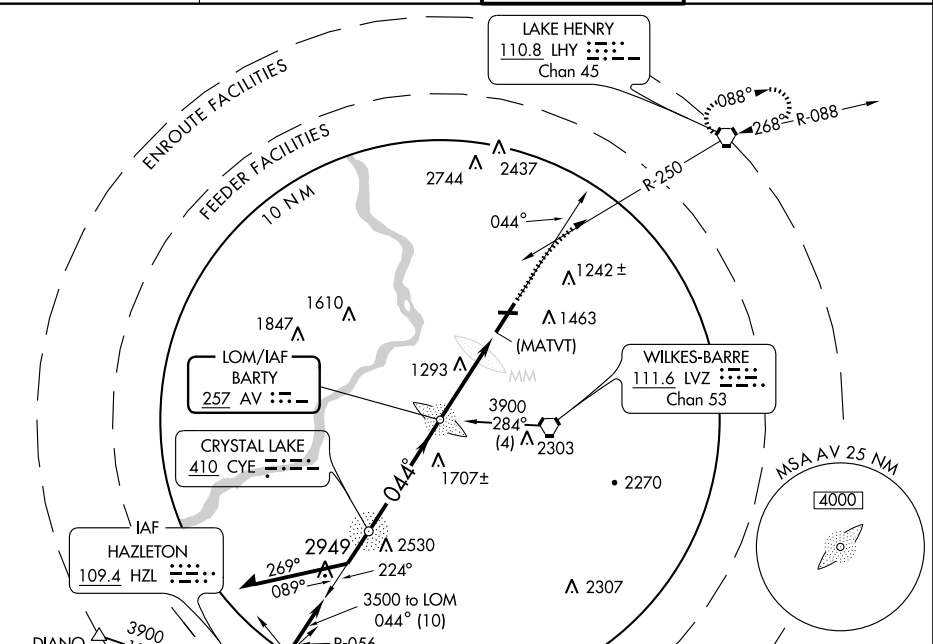 LAKE HENRY
110.8 LHY
Chan 45
088°
268°
R-088
ENROUTE FACILITIES
FEEDER FACILITIES
10 NM
2744
2437
R-250
044°
1242 ±
1610
1847
1463
(MATVT)
LOM/IAF
BARTY
257 AV
1293
MM
WILKES-BARRE
111.6 LVZ
Chan 53
3900
284°
(4)
2303
CRYSTAL LAKE
410 CYE
044°
1707±
2270
MSA AV 25 NM
4000
IAF
HAZLETON
109.4 HZL
2949
2530
269°
089°
224°
2307
3500 to LOM
044° (10)
DIANO
3900
R-056